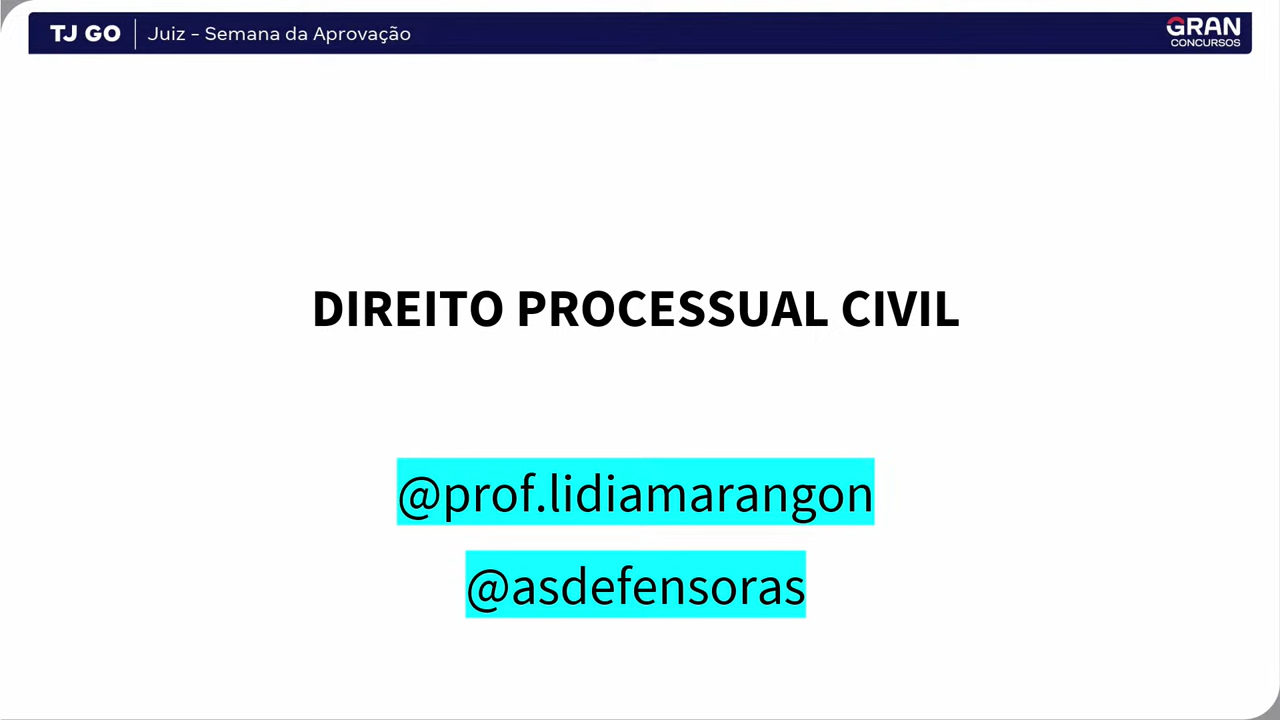 TJ GO
Juiz – Semana da Aprovação
GRAN
CONCURSOS
DIREITO PROCESSUAL CIVIL
@prof.lidiamarangon
@asdefensoras